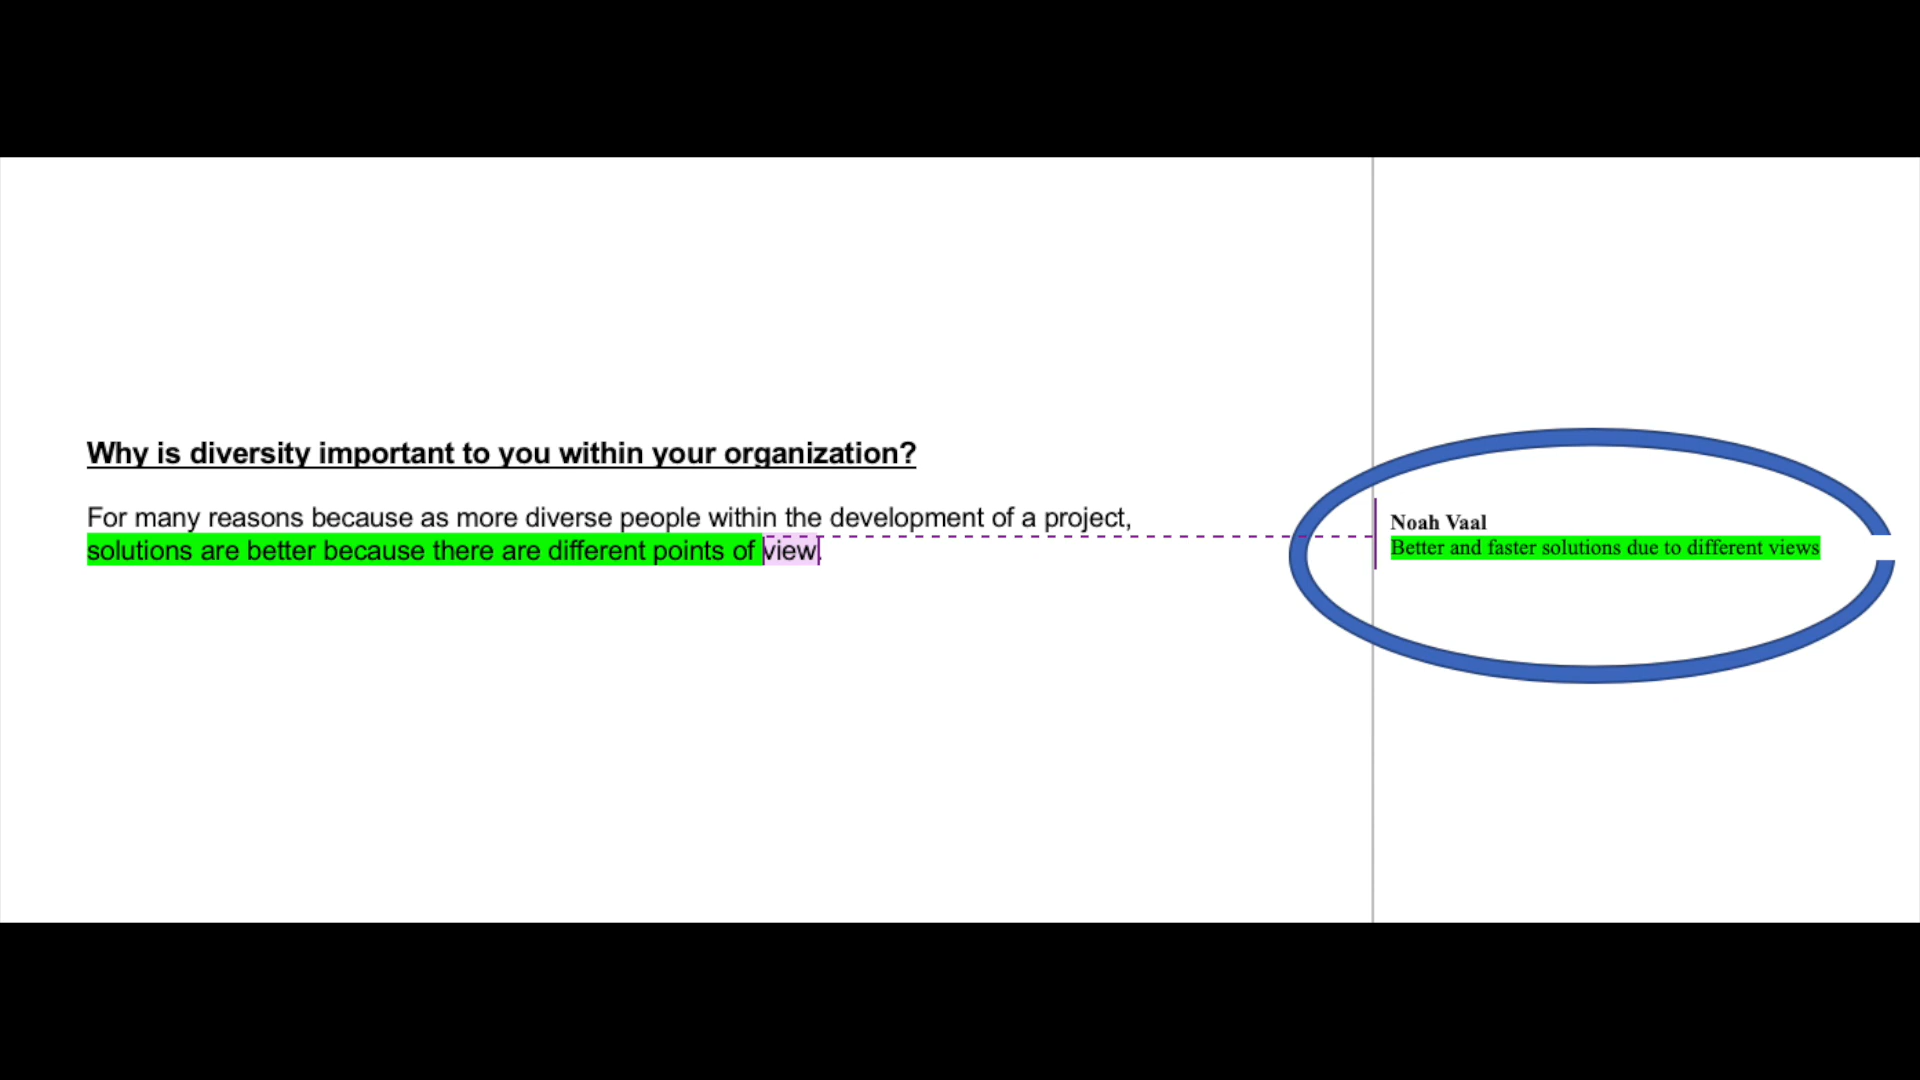 Why is diversity important to you within your organization?
For many reasons because as more diverse people within the development of a project,
solutions are better because there are different points of view.
Noah Vaal
Better and faster solutions due to different views